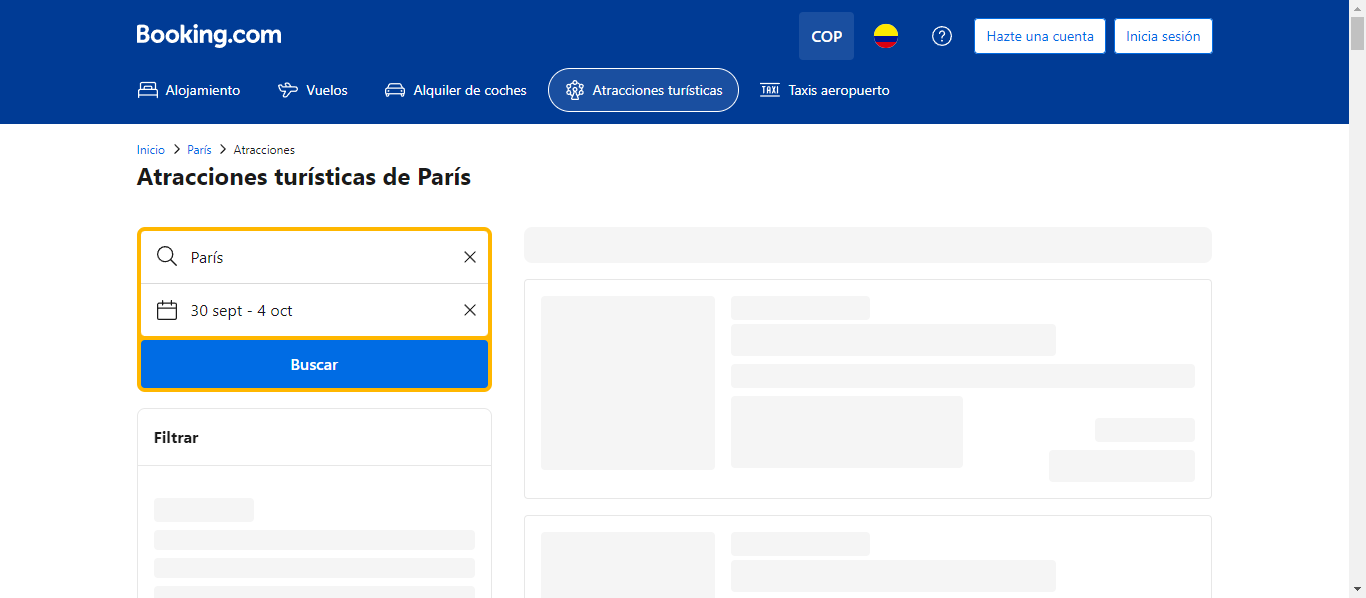 Booking.com
COP
Hazte una cuenta
Inicia sesión
Alojamiento
Vuelos
Alquiler de coches
Atracciones turísticas
TAXI
Taxis aeropuerto
Inicio > París > Atracciones
Atracciones turísticas de París
París
30 sept - 4 oct
Buscar
Filtrar